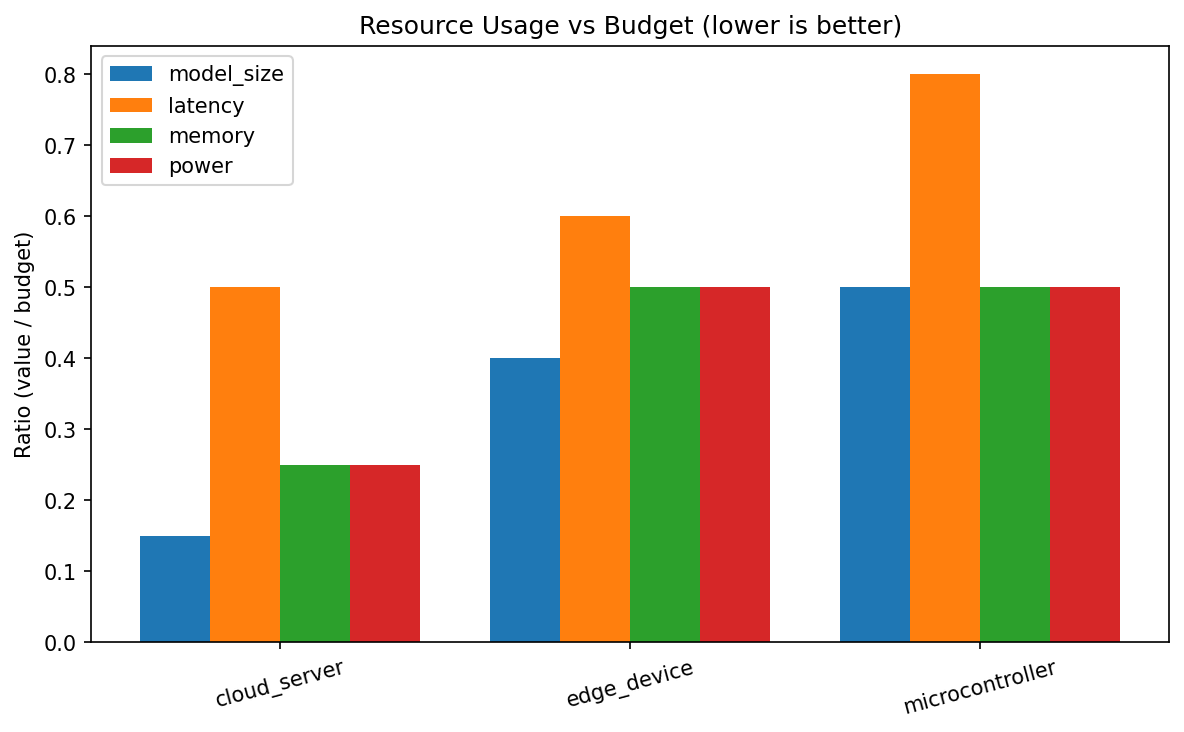 Resource Usage vs Budget (lower is better)
model_size
latency
memory
power
Ratio (value / budget)
0.8
0.7
0.6
0.5
0.4
0.3
0.2
0.1
0.0
cloud_server
edge_device
microcontroller